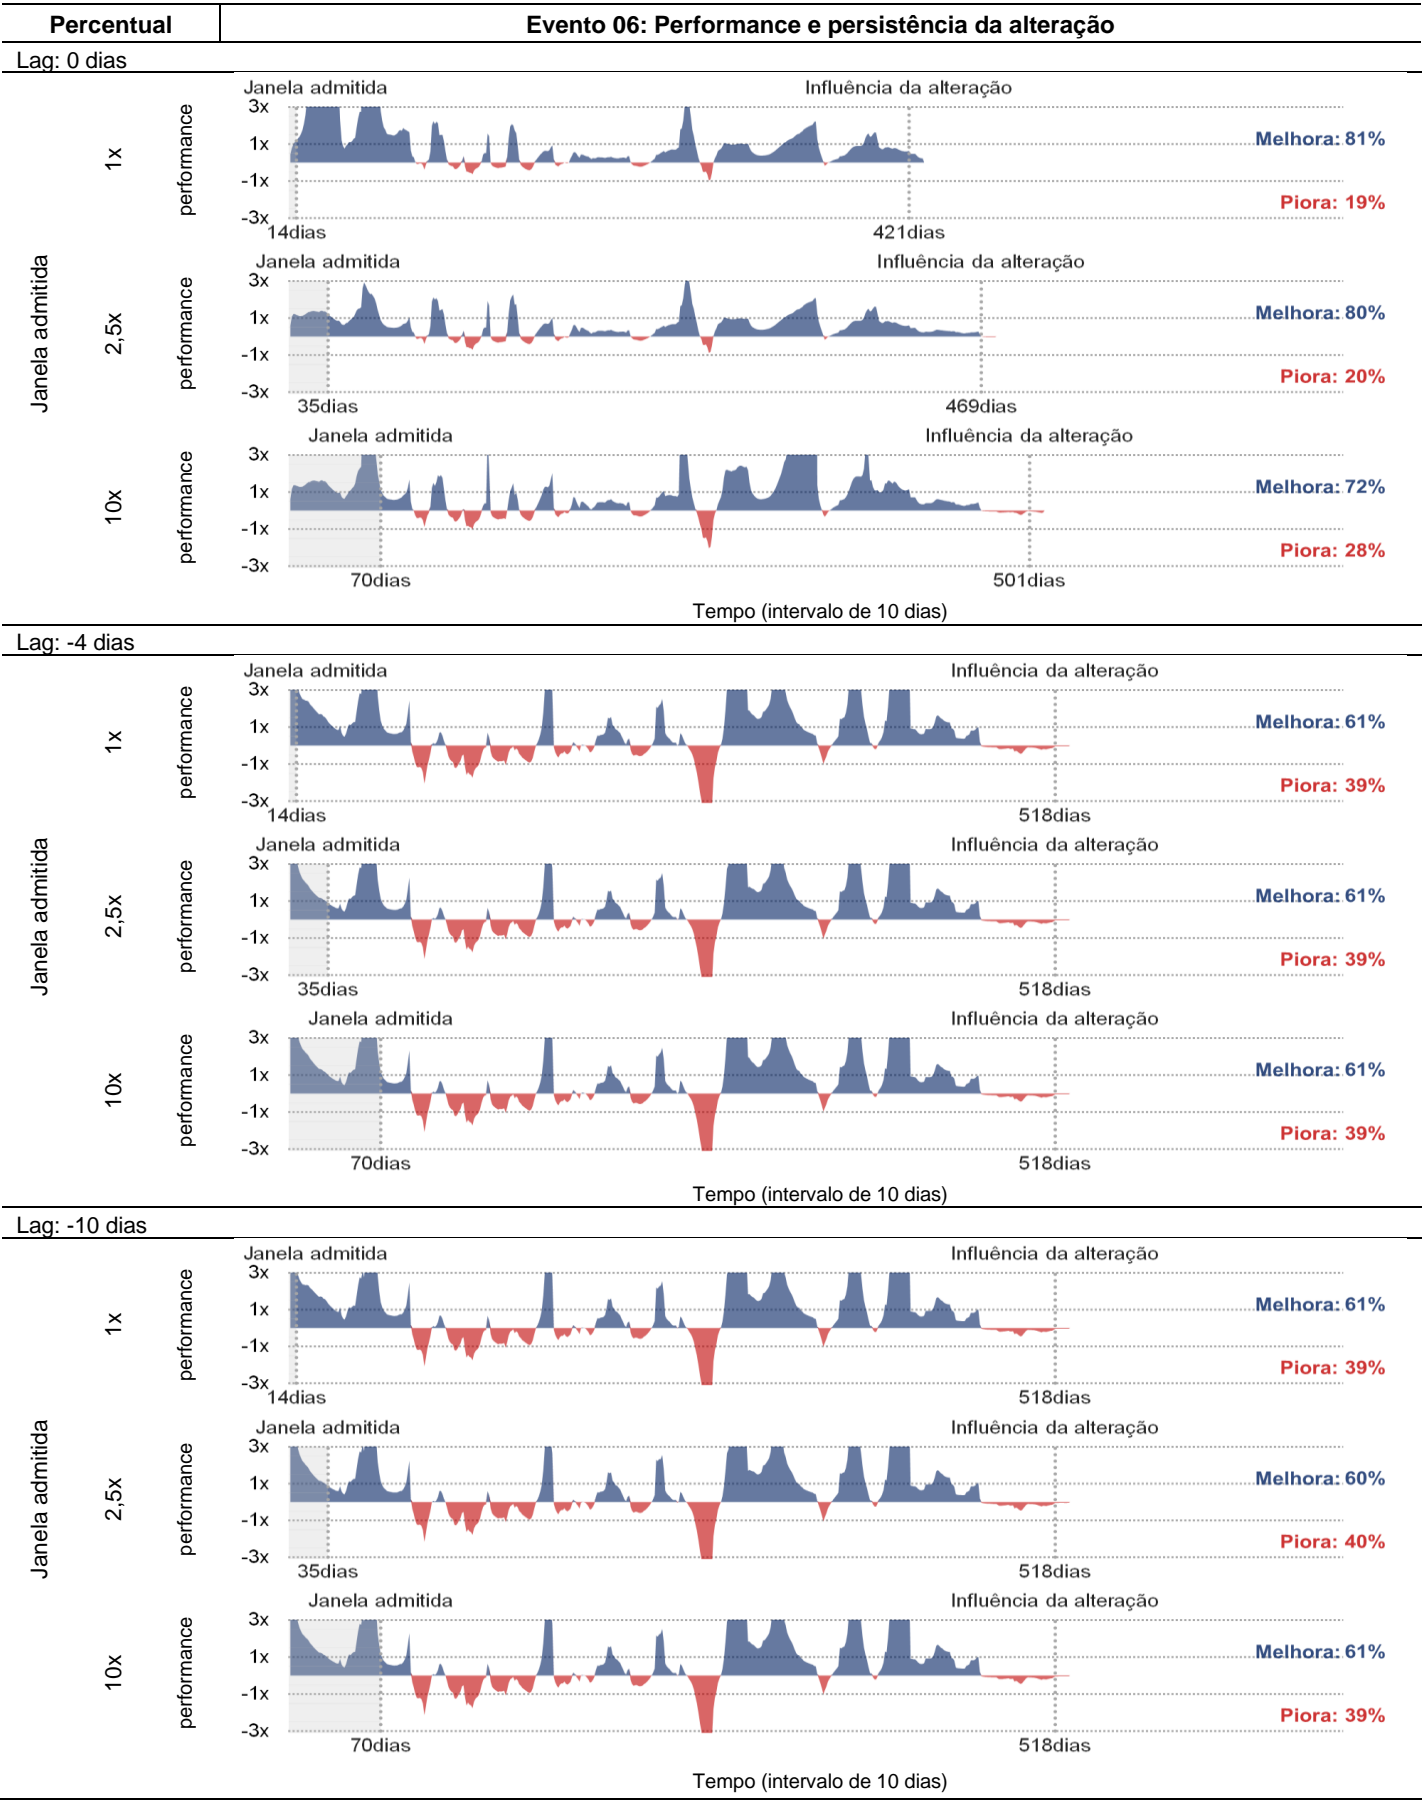 Percentual
Evento 06: Performance e persistência da alteração
Lag: 0 dias
Janela admitida
1x
performance
Janela admitida
Influência da alteração
3x
1x
-1x
-3x
14dias
421dias
Melhora: 81%
Piora: 19%
2,5x
performance
Janela admitida
Influência da alteração
3x
1x
-1x
-3x
35dias
469dias
Melhora: 80%
Piora: 20%
10x
performance
Janela admitida
Influência da alteração
3x
1x
-1x
-3x
70dias
501dias
Melhora: 72%
Piora: 28%
Tempo (intervalo de 10 dias)
Lag: -4 dias
Janela admitida
1x
performance
Janela admitida
Influência da alteração
3x
1x
-1x
-3x
14dias
518dias
Melhora: 61%
Piora: 39%
2,5x
performance
Janela admitida
Influência da alteração
3x
1x
-1x
-3x
35dias
518dias
Melhora: 61%
Piora: 39%
10x
performance
Janela admitida
Influência da alteração
3x
1x
-1x
-3x
70dias
518dias
Melhora: 61%
Piora: 39%
Tempo (intervalo de 10 dias)
Lag: -10 dias
Janela admitida
1x
performance
Janela admitida
Influência da alteração
3x
1x
-1x
-3x
14dias
518dias
Melhora: 61%
Piora: 39%
2,5x
performance
Janela admitida
Influência da alteração
3x
1x
-1x
-3x
35dias
518dias
Melhora: 60%
Piora: 40%
10x
performance
Janela admitida
Influência da alteração
3x
1x
-1x
-3x
70dias
518dias
Melhora: 61%
Piora: 39%
Tempo (intervalo de 10 dias)